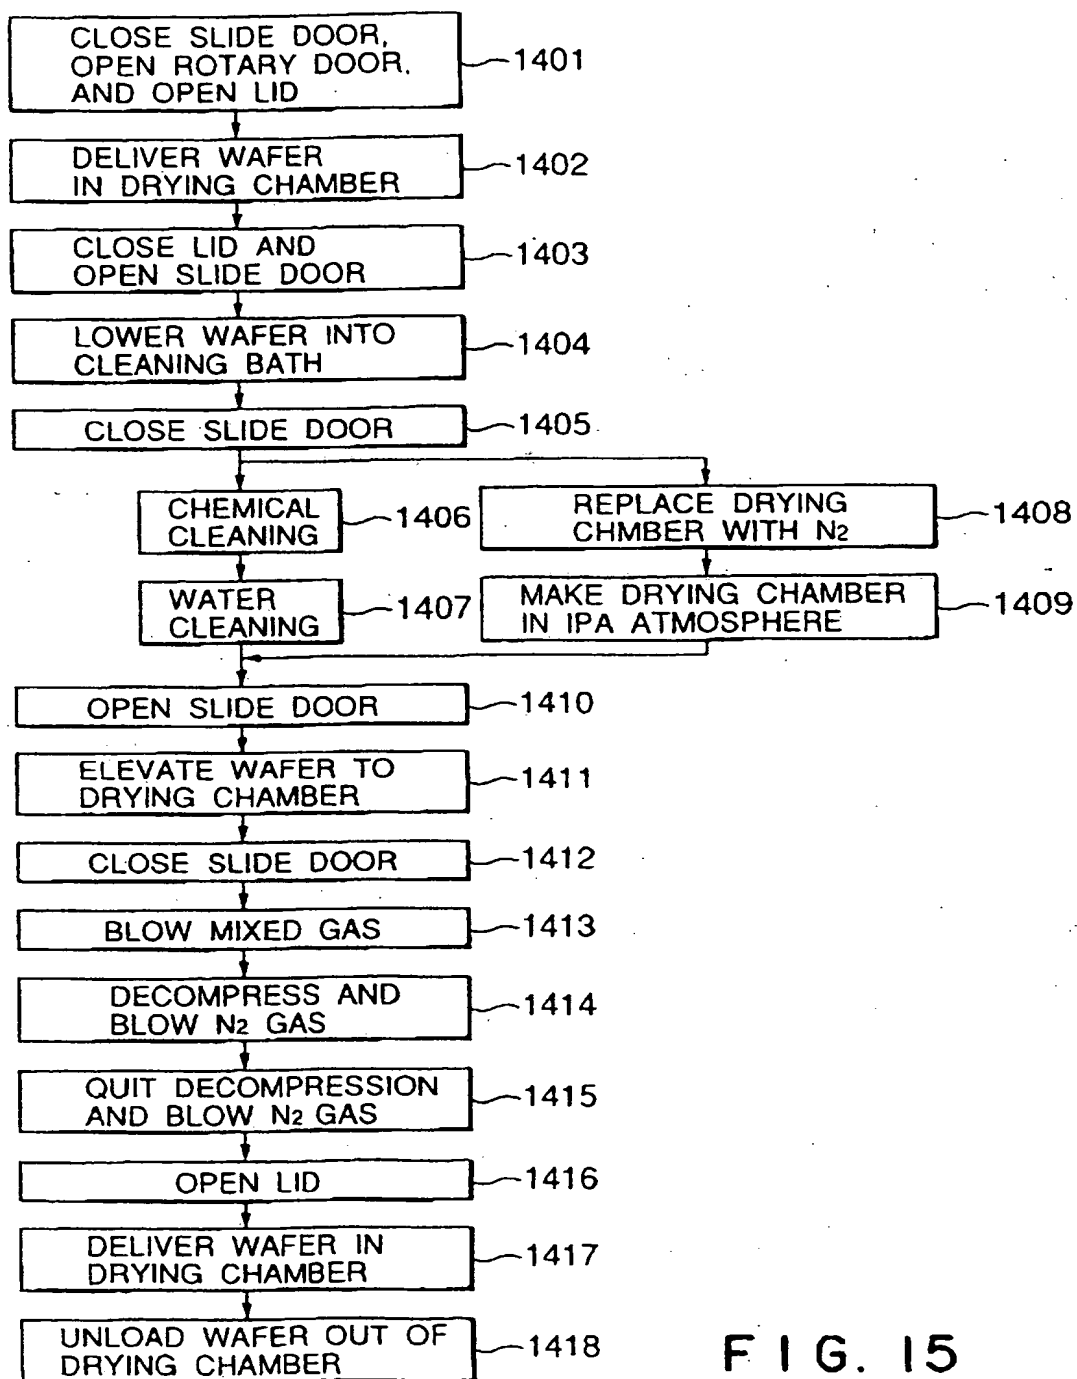 CLOSE SLIDE DOOR,
OPEN ROTARY DOOR,
AND OPEN LID
1401
DELIVER WAFER
IN DRYING CHAMBER
1402
CLOSE LID AND
OPEN SLIDE DOOR
1403
LOWER WAFER INTO
CLEANING BATH
1404
CLOSE SLIDE DOOR
1405
CHEMICAL
CLEANING
1406
WATER
CLEANING
1407
REPLACE DRYING
CHMBER WITH N2
1408
MAKE DRYING CHAMBER
IN IPA ATMOSPHERE
1409
OPEN SLIDE DOOR
1410
ELEVATE WAFER TO
DRYING CHAMBER
1411
CLOSE SLIDE DOOR
1412
BLOW MIXED GAS
1413
DECOMPRESS AND
BLOW N2 GAS
1414
QUIT DECOMPRESSION
AND BLOW N2 GAS
1415
OPEN LID
1416
DELIVER WAFER IN
DRYING CHAMBER
1417
UNLOAD WAFER OUT OF
DRYING CHAMBER
1418
FIG. 15